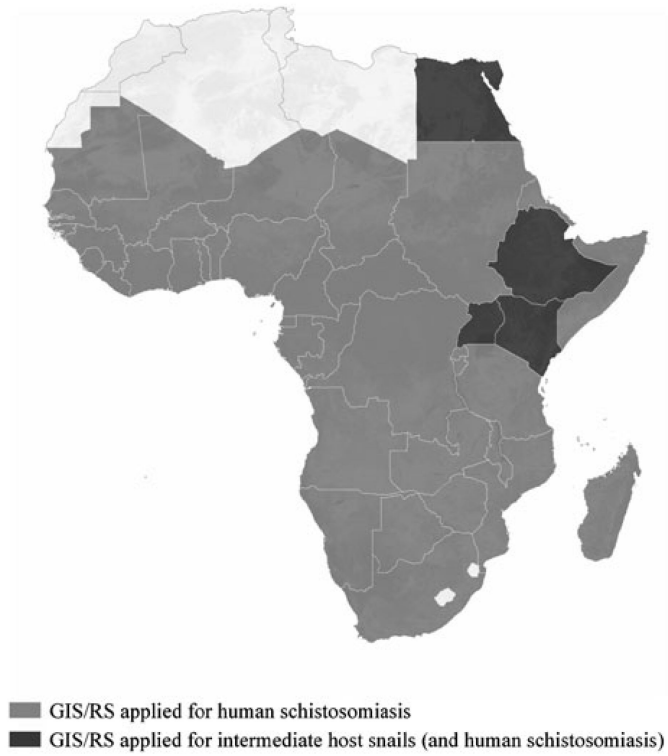 GIS/RS applied for human schistosomiasis
GIS/RS applied for intermediate host snails (and human schistosomiasis)